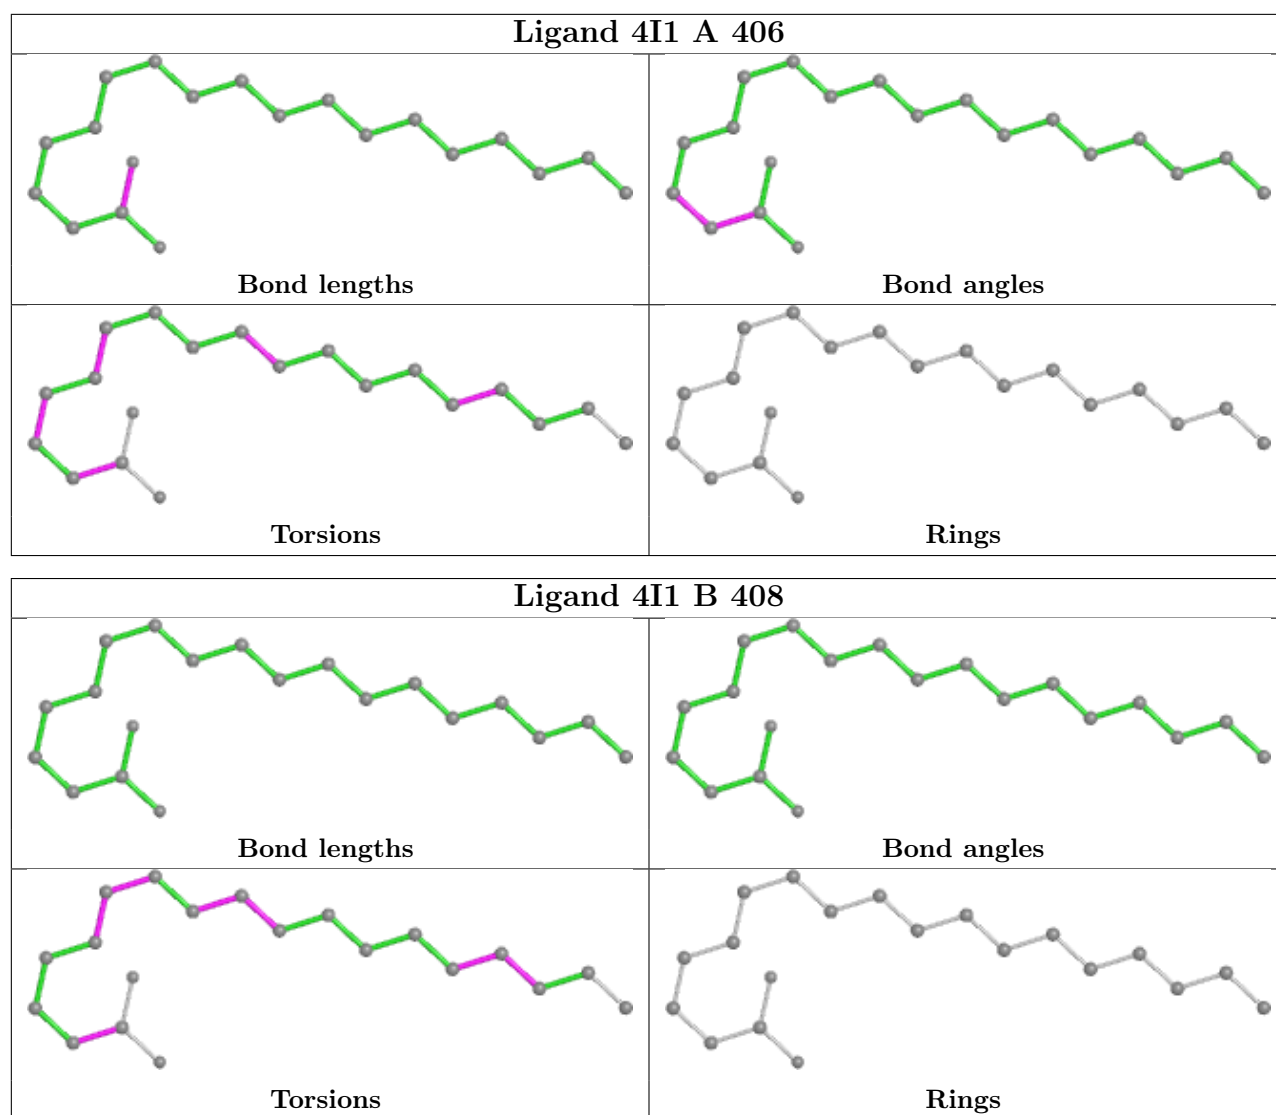 Ligand 4I1 A 406
Bond lengths
Bond angles
Torsions
Rings
Ligand 4I1 B 408
Bond lengths
Bond angles
Torsions
Rings